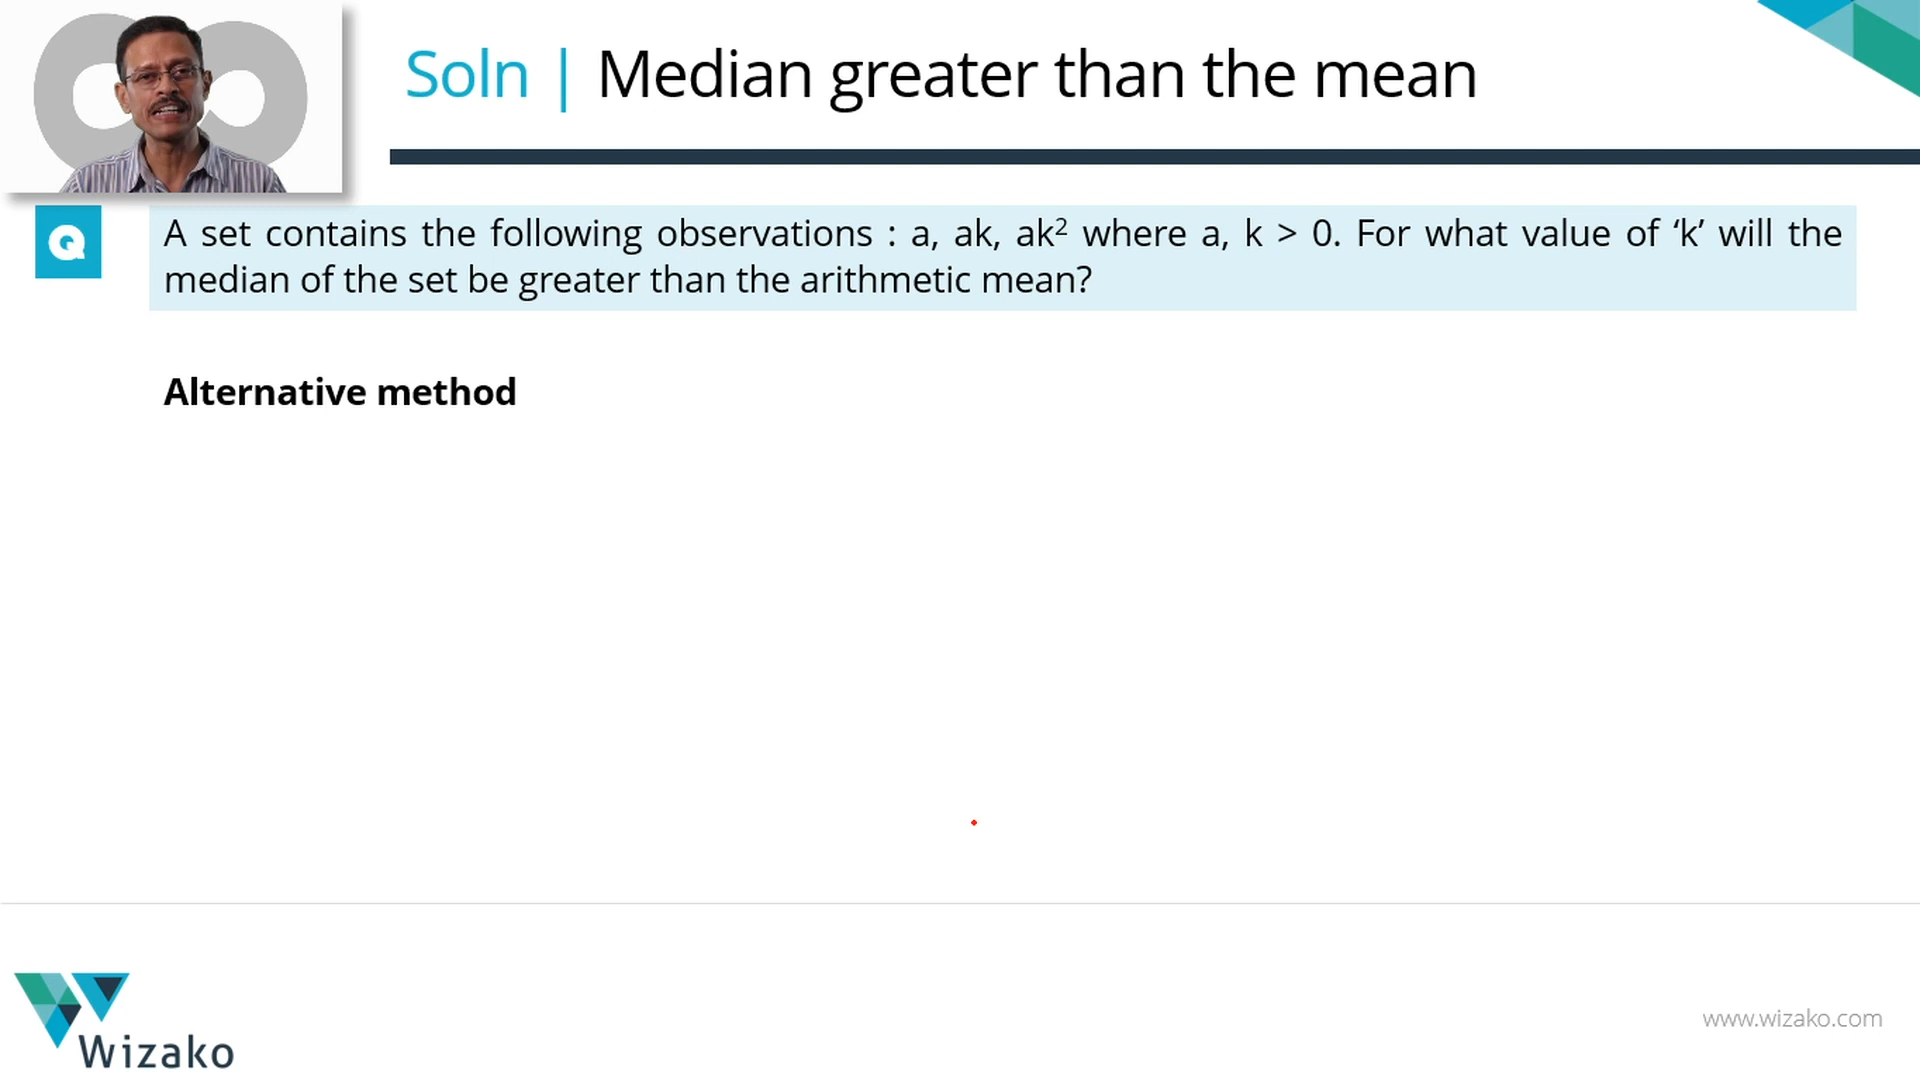 Soln | Median greater than the mean
Q
A set contains the following observations : a, ak, ak² where a, k > 0. For what value of ‘k’ will the
median of the set be greater than the arithmetic mean?
Alternative method
Wizako
www.wizako.com